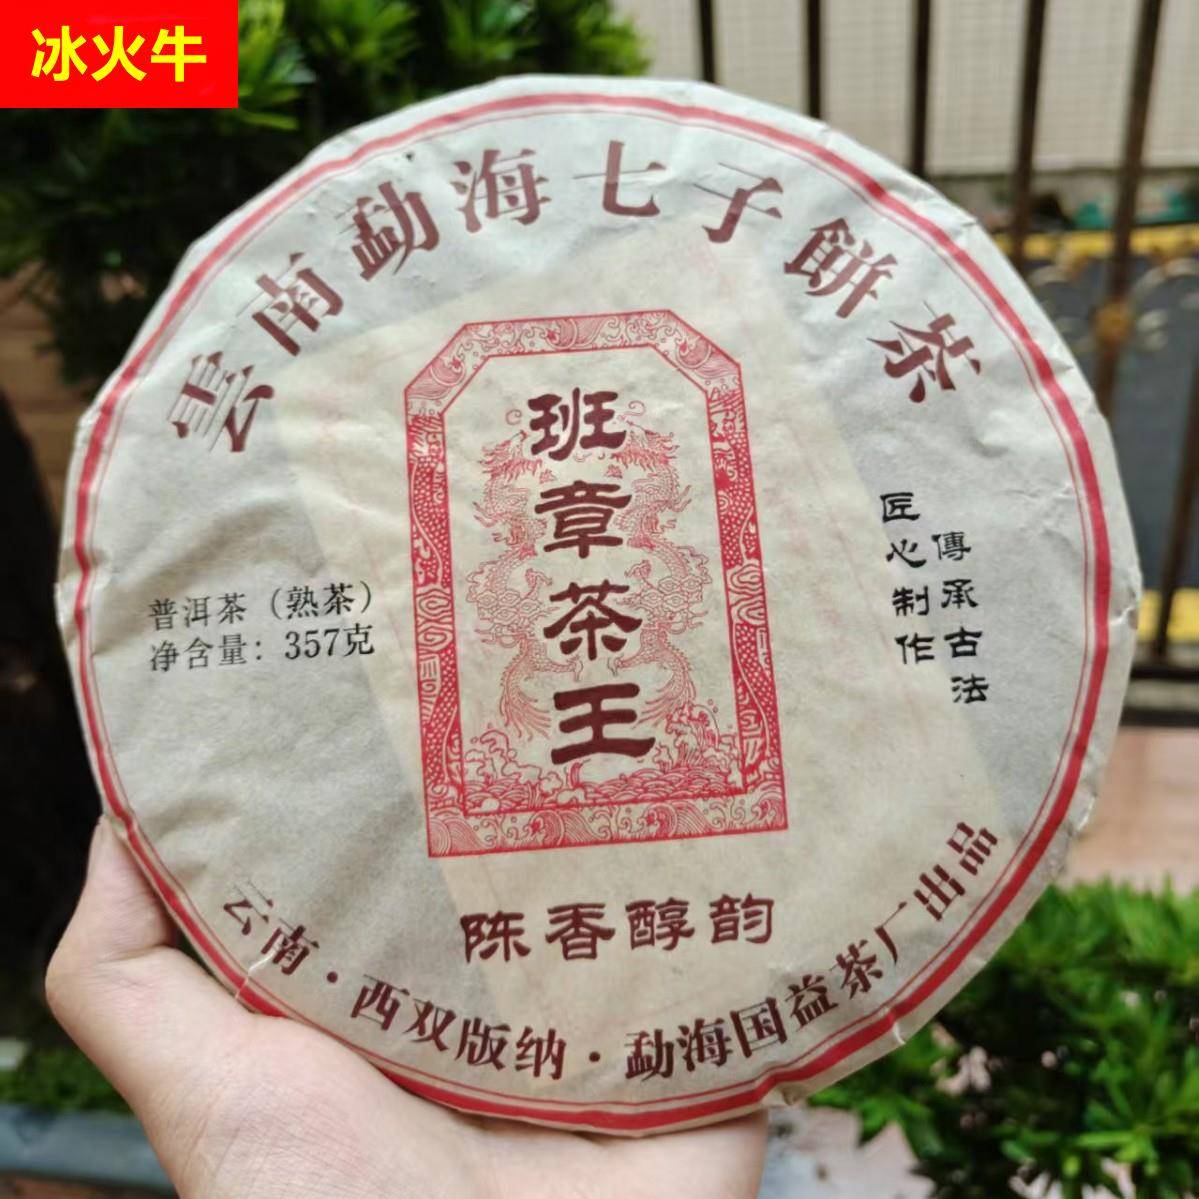 冰火牛
雲南勐海七子餅茶
班章茶王
傳承古法
匠心制作
普洱茶（熟茶）
净含量：357克
陈香醇韵
云南·西双版纳·勐海国益茶厂出品